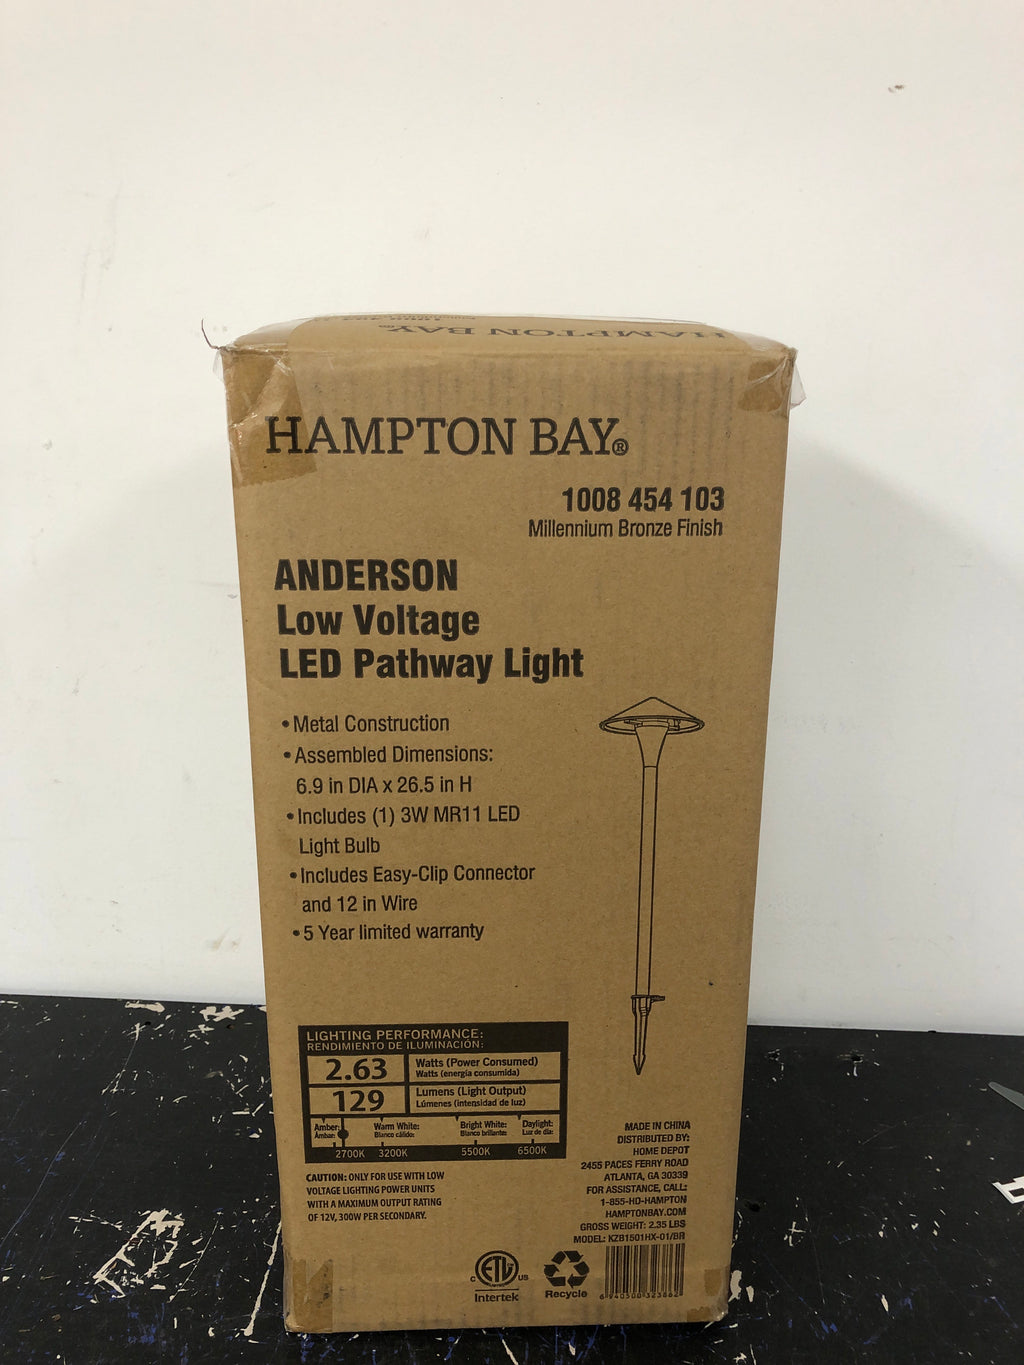 HAMPTON BAY®
HAMPTON BAY®
1008 454 103
Millennium Bronze Finish
ANDERSON
Low Voltage
LED Pathway Light
• Metal Construction
• Assembled Dimensions:
6.9 in DIA x 26.5 in H
• Includes (1) 3W MR11 LED
Light Bulb
• Includes Easy-Clip Connector
and 12 in Wire
• 5 Year limited warranty
LIGHTING PERFORMANCE:
RENDIMIENTO DE ILUMINACIÓN:
2.63 Watts (Power Consumed)
Watts (energía consumida)
129 Lumens (Light Output)
Lúmenes (intensidad de luz)
Amber: Warm White: Bright White: Daylight:
Ámbar: Blanco cálido: Blanco brillante: Luz de día:
2700K 3200K 5500K 6500K
CAUTION: ONLY FOR USE WITH LOW
VOLTAGE LIGHTING POWER UNITS
WITH A MAXIMUM OUTPUT RATING
OF 12V, 300W PER SECONDARY.
MADE IN CHINA
DISTRIBUTED BY:
HOME DEPOT
2455 PACES FERRY ROAD
ATLANTA, GA 30339
FOR ASSISTANCE, CALL:
1-855-HD-HAMPTON
HAMPTONBAY.COM
GROSS WEIGHT: 2.35 LBS
MODEL: KZB1501HX-01/BR
C ETL US
Intertek
Recycle
6 940500 323862